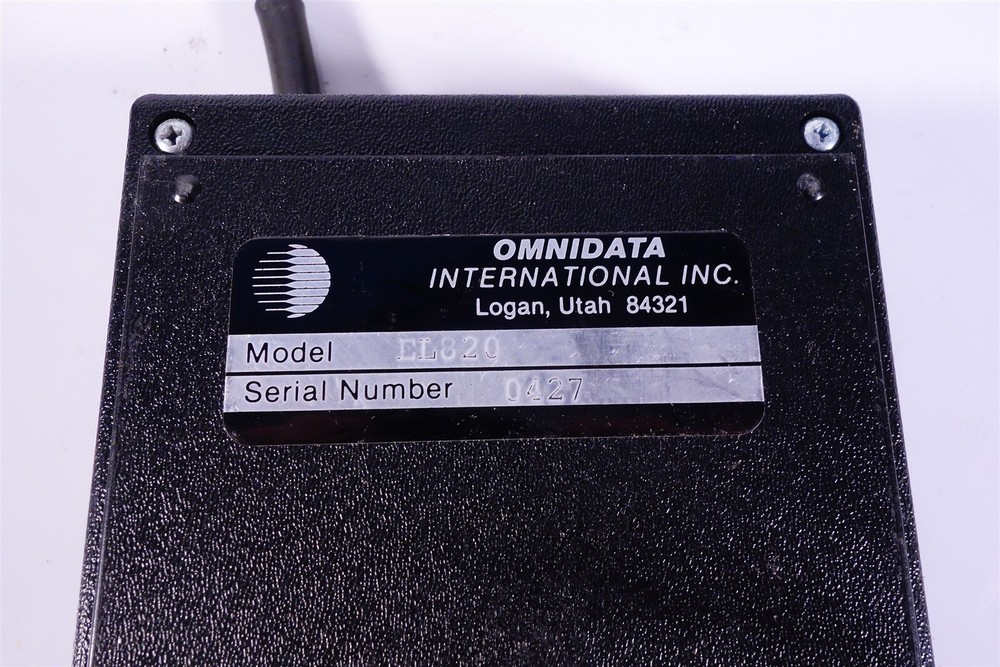 OMNIDATA
INTERNATIONAL INC.
Logan, Utah 84321
Model EL820
Serial Number 0427